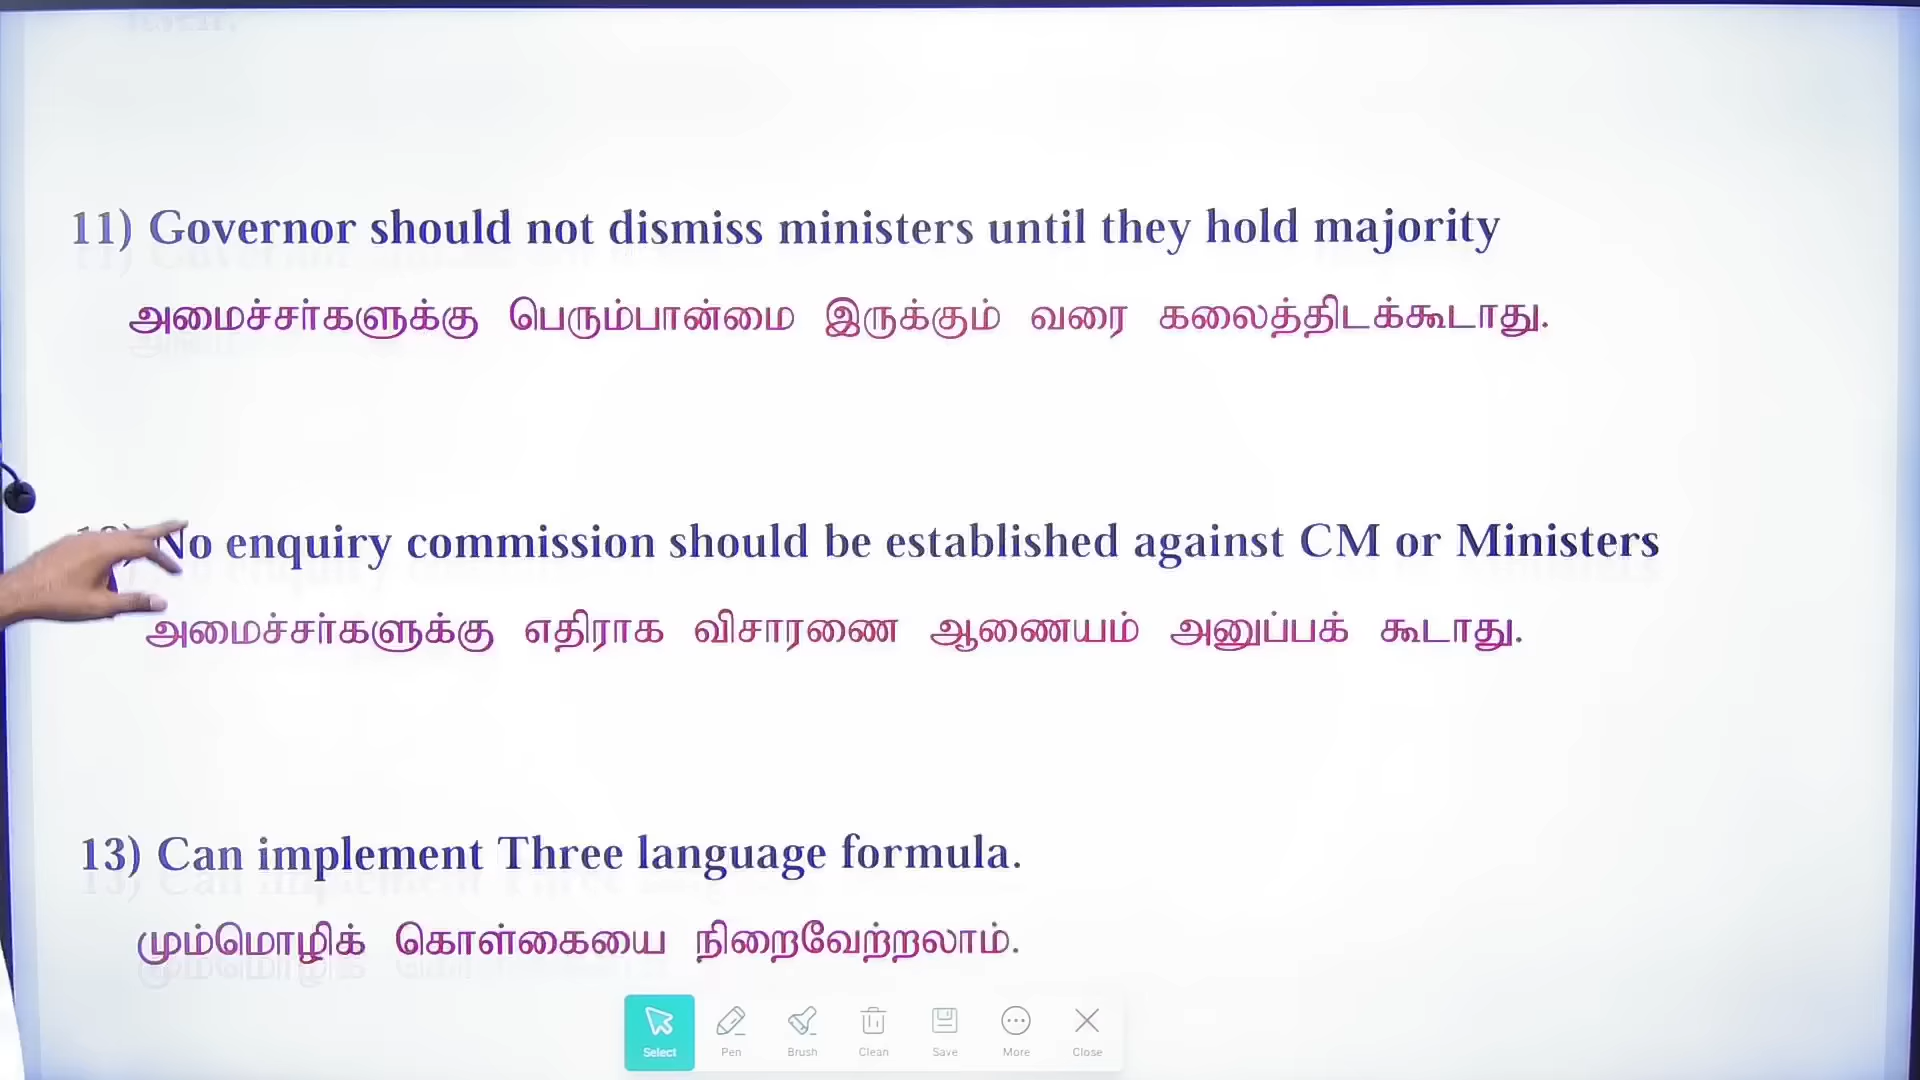 11) Governor should not dismiss ministers until they hold majority
அமைச்சர்களுக்கு பெரும்பான்மை இருக்கும் வரை கலைத்திடக்கூடாது.
No enquiry commission should be established against CM or Ministers
அமைச்சர்களுக்கு எதிராக விசாரணை ஆணையம் அனுப்பக் கூடாது.
13) Can implement Three language formula.
மும்மொழிக் கொள்கையை நிறைவேற்றலாம்.
Select Pen Brush Clean Save More Close